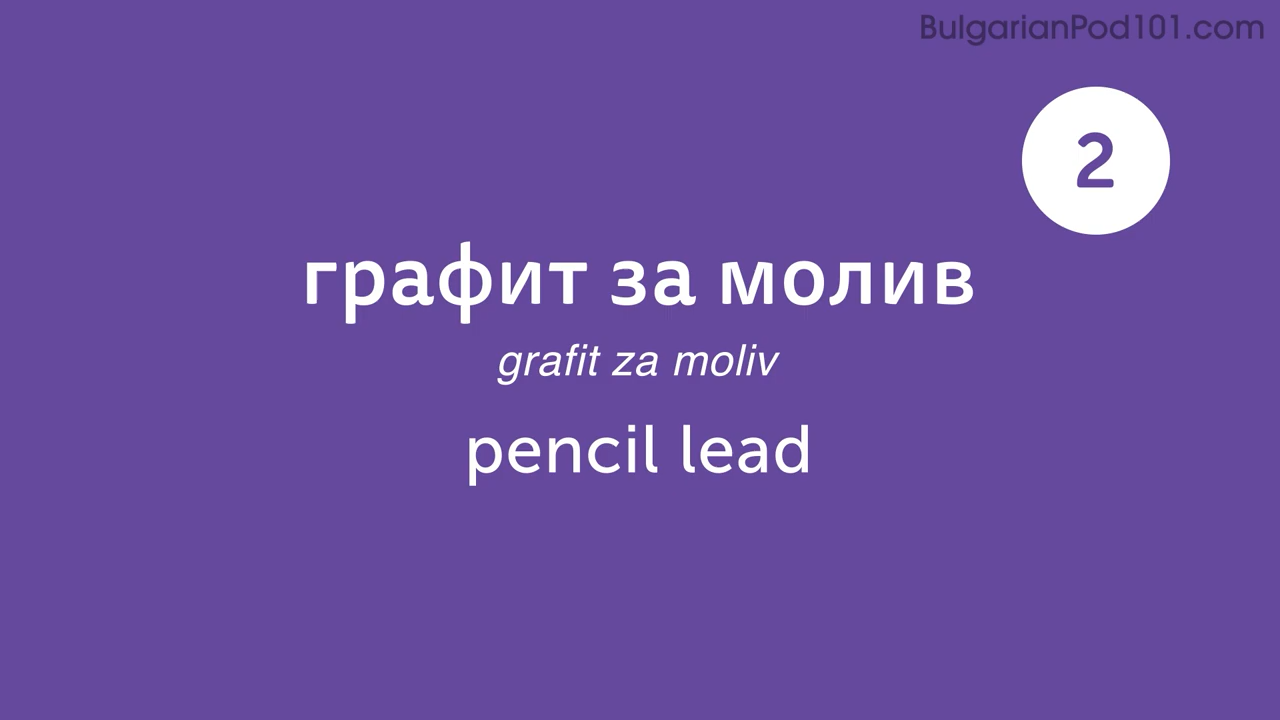 BulgarianPod101.com
2
графит за молив
grafit za moliv
pencil lead